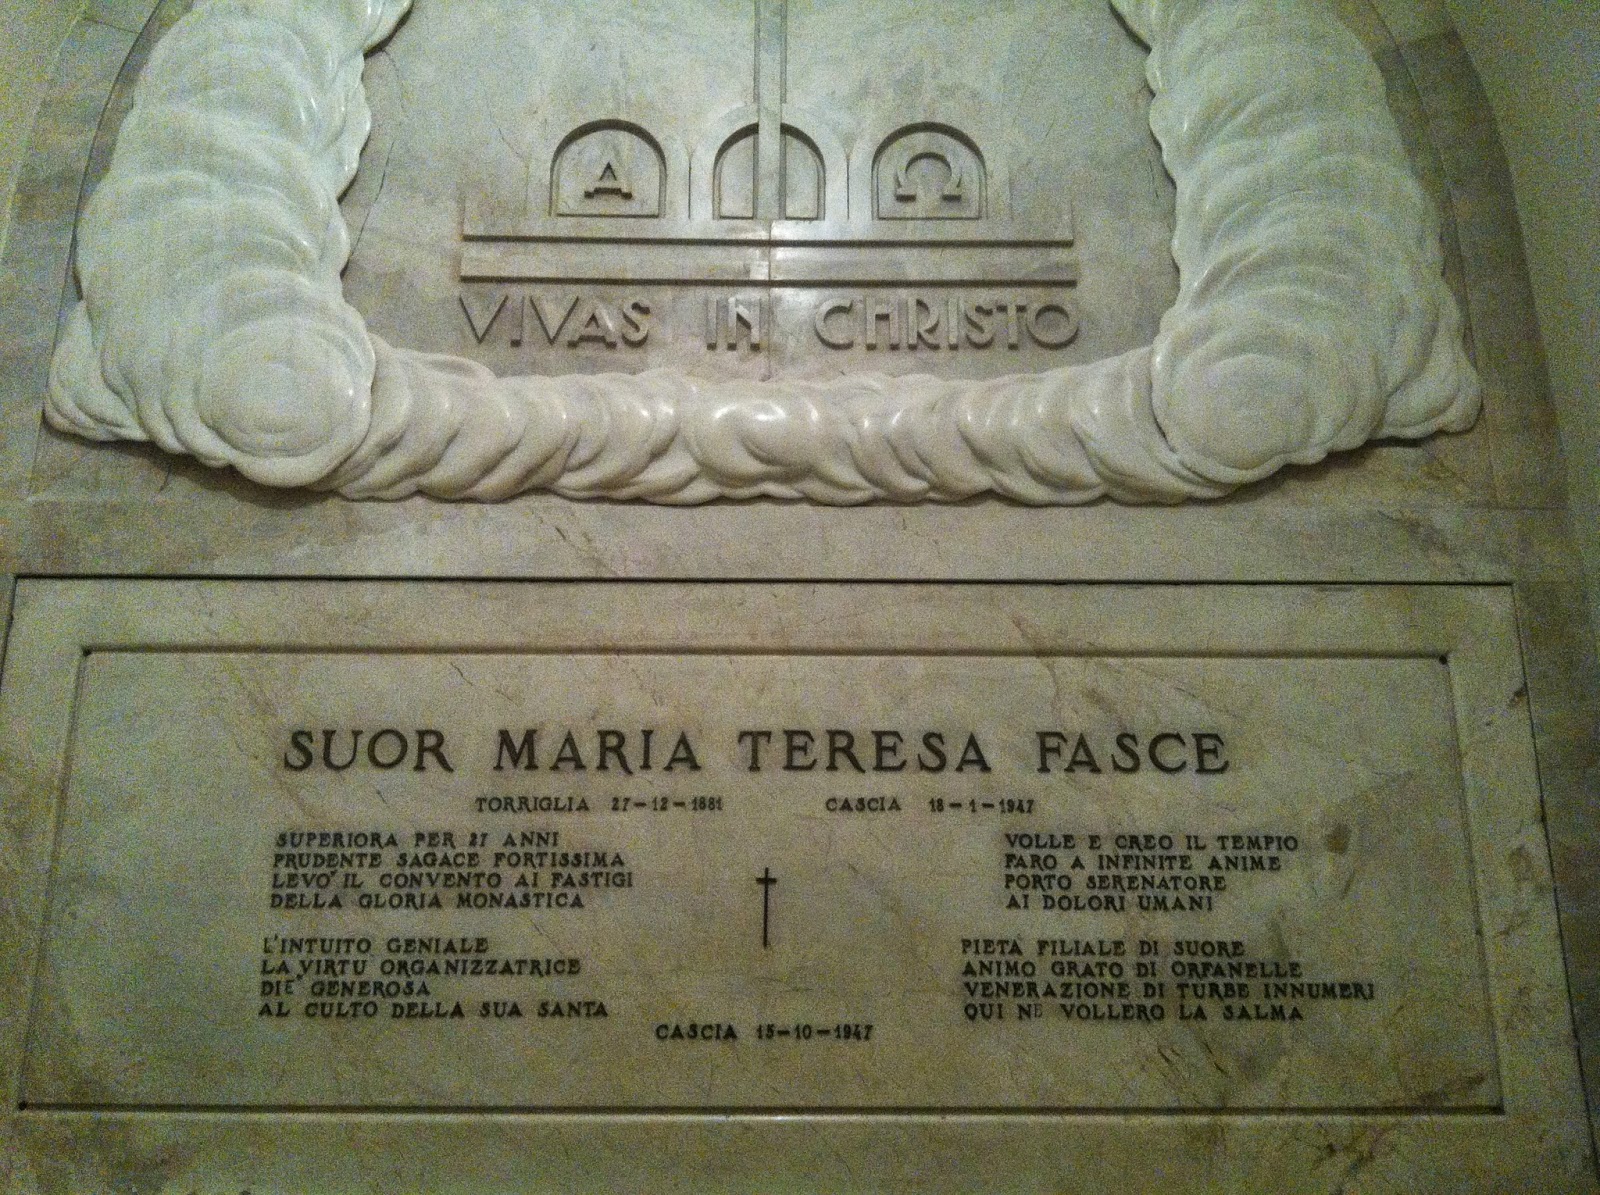 Α Ω
VIVAS IN CHRISTO
SUOR MARIA TERESA FASCE
TORRIGLIA 27-12-1881 CASCIA 18-1-1947
SUPERIORA PER 27 ANNI
PRUDENTE SAGACE FORTISSIMA
LEVO' IL CONVENTO AI FASTIGI
DELLA GLORIA MONASTICA
L'INTUITO GENIALE
LA VIRTU ORGANIZZATRICE
DIE' GENEROSA
AL CULTO DELLA SUA SANTA
VOLLE E CREO IL TEMPIO
FARO A INFINITE ANIME
PORTO SERENATORE
AI DOLORI UMANI
PIETA FILIALE DI SUORE
ANIMO GRATO DI ORFANELLE
VENERAZIONE DI TURBE INNUMERI
QUI NE VOLLERO LA SALMA
CASCIA 15-10-1947